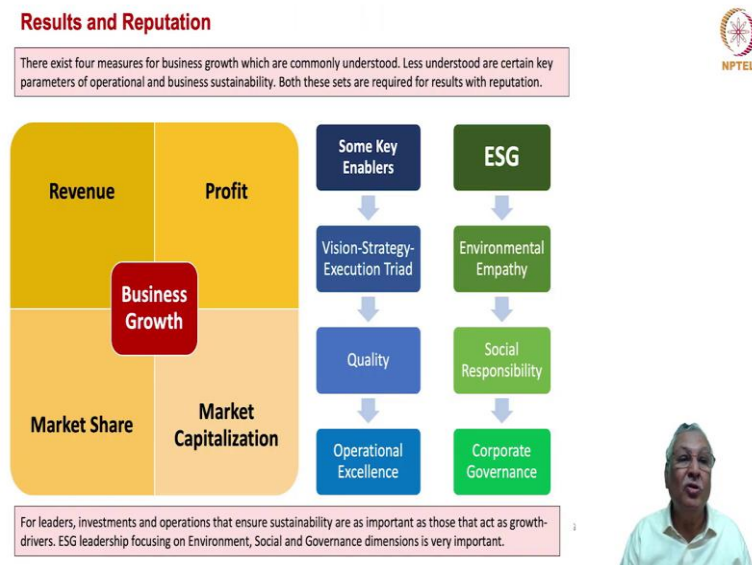 Results and Reputation
NPTEL
There exist four measures for business growth which are commonly understood. Less understood are certain key
parameters of operational and business sustainability. Both these sets are required for results with reputation.
Revenue
Profit
Business
Growth
Market Share
Market
Capitalization
Some Key
Enablers
Vision-Strategy-
Execution Triad
Quality
Operational
Excellence
ESG
Environmental
Empathy
Social
Responsibility
Corporate
Governance
For leaders, investments and operations that ensure sustainability are as important as those that act as growth-
drivers. ESG leadership focusing on Environment, Social and Governance dimensions is very important.